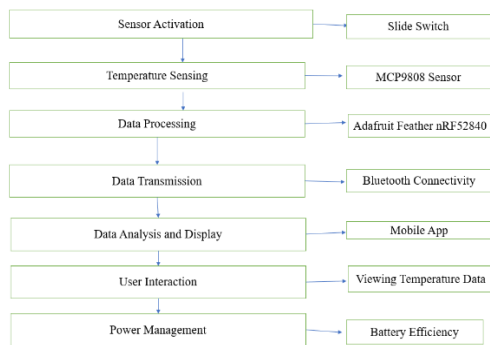 Sensor Activation
Slide Switch
Temperature Sensing
MCP9808 Sensor
Data Processing
Adafruit Feather nRF52840
Data Transmission
Bluetooth Connectivity
Data Analysis and Display
Mobile App
User Interaction
Viewing Temperature Data
Power Management
Battery Efficiency